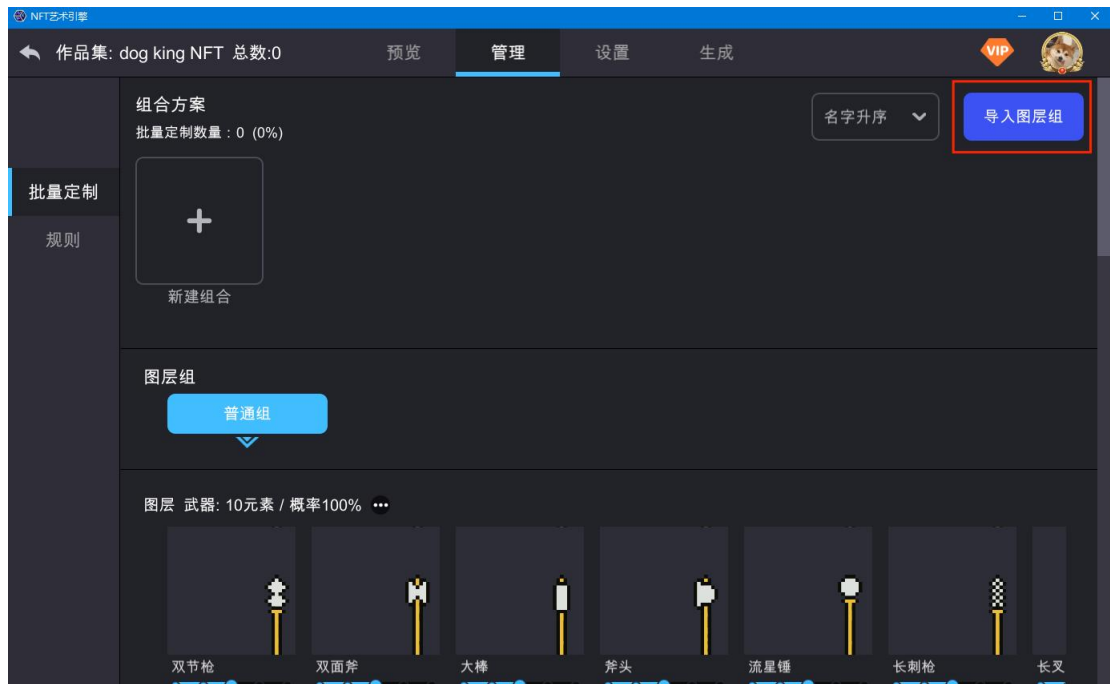 NFT艺术引擎
作品集: dog king NFT 总数:0
预览
管理
设置
生成
VIP
组合方案
批量定制数量：0 (0%)
名字升序
导入图层组
批量定制
规则
新建组合
图层组
普通组
图层 武器: 10元素 / 概率100%
双节枪
双面斧
大棒
斧头
流星锤
长刺枪
长叉